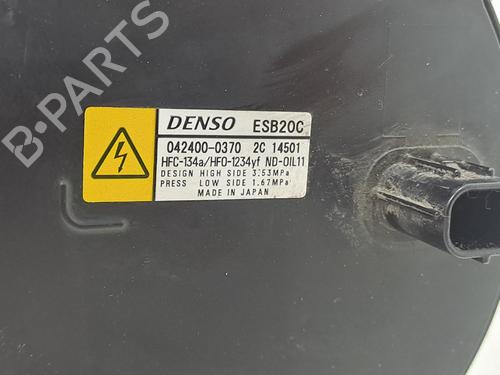 B-PARTS
DENSO ESB20C
042400-0370 2C 14501
HFC-134a/HFO-1234yf ND-OIL11
DESIGN HIGH SIDE 3.53MPa
PRESS LOW SIDE 1.67MPa
MADE IN JAPAN